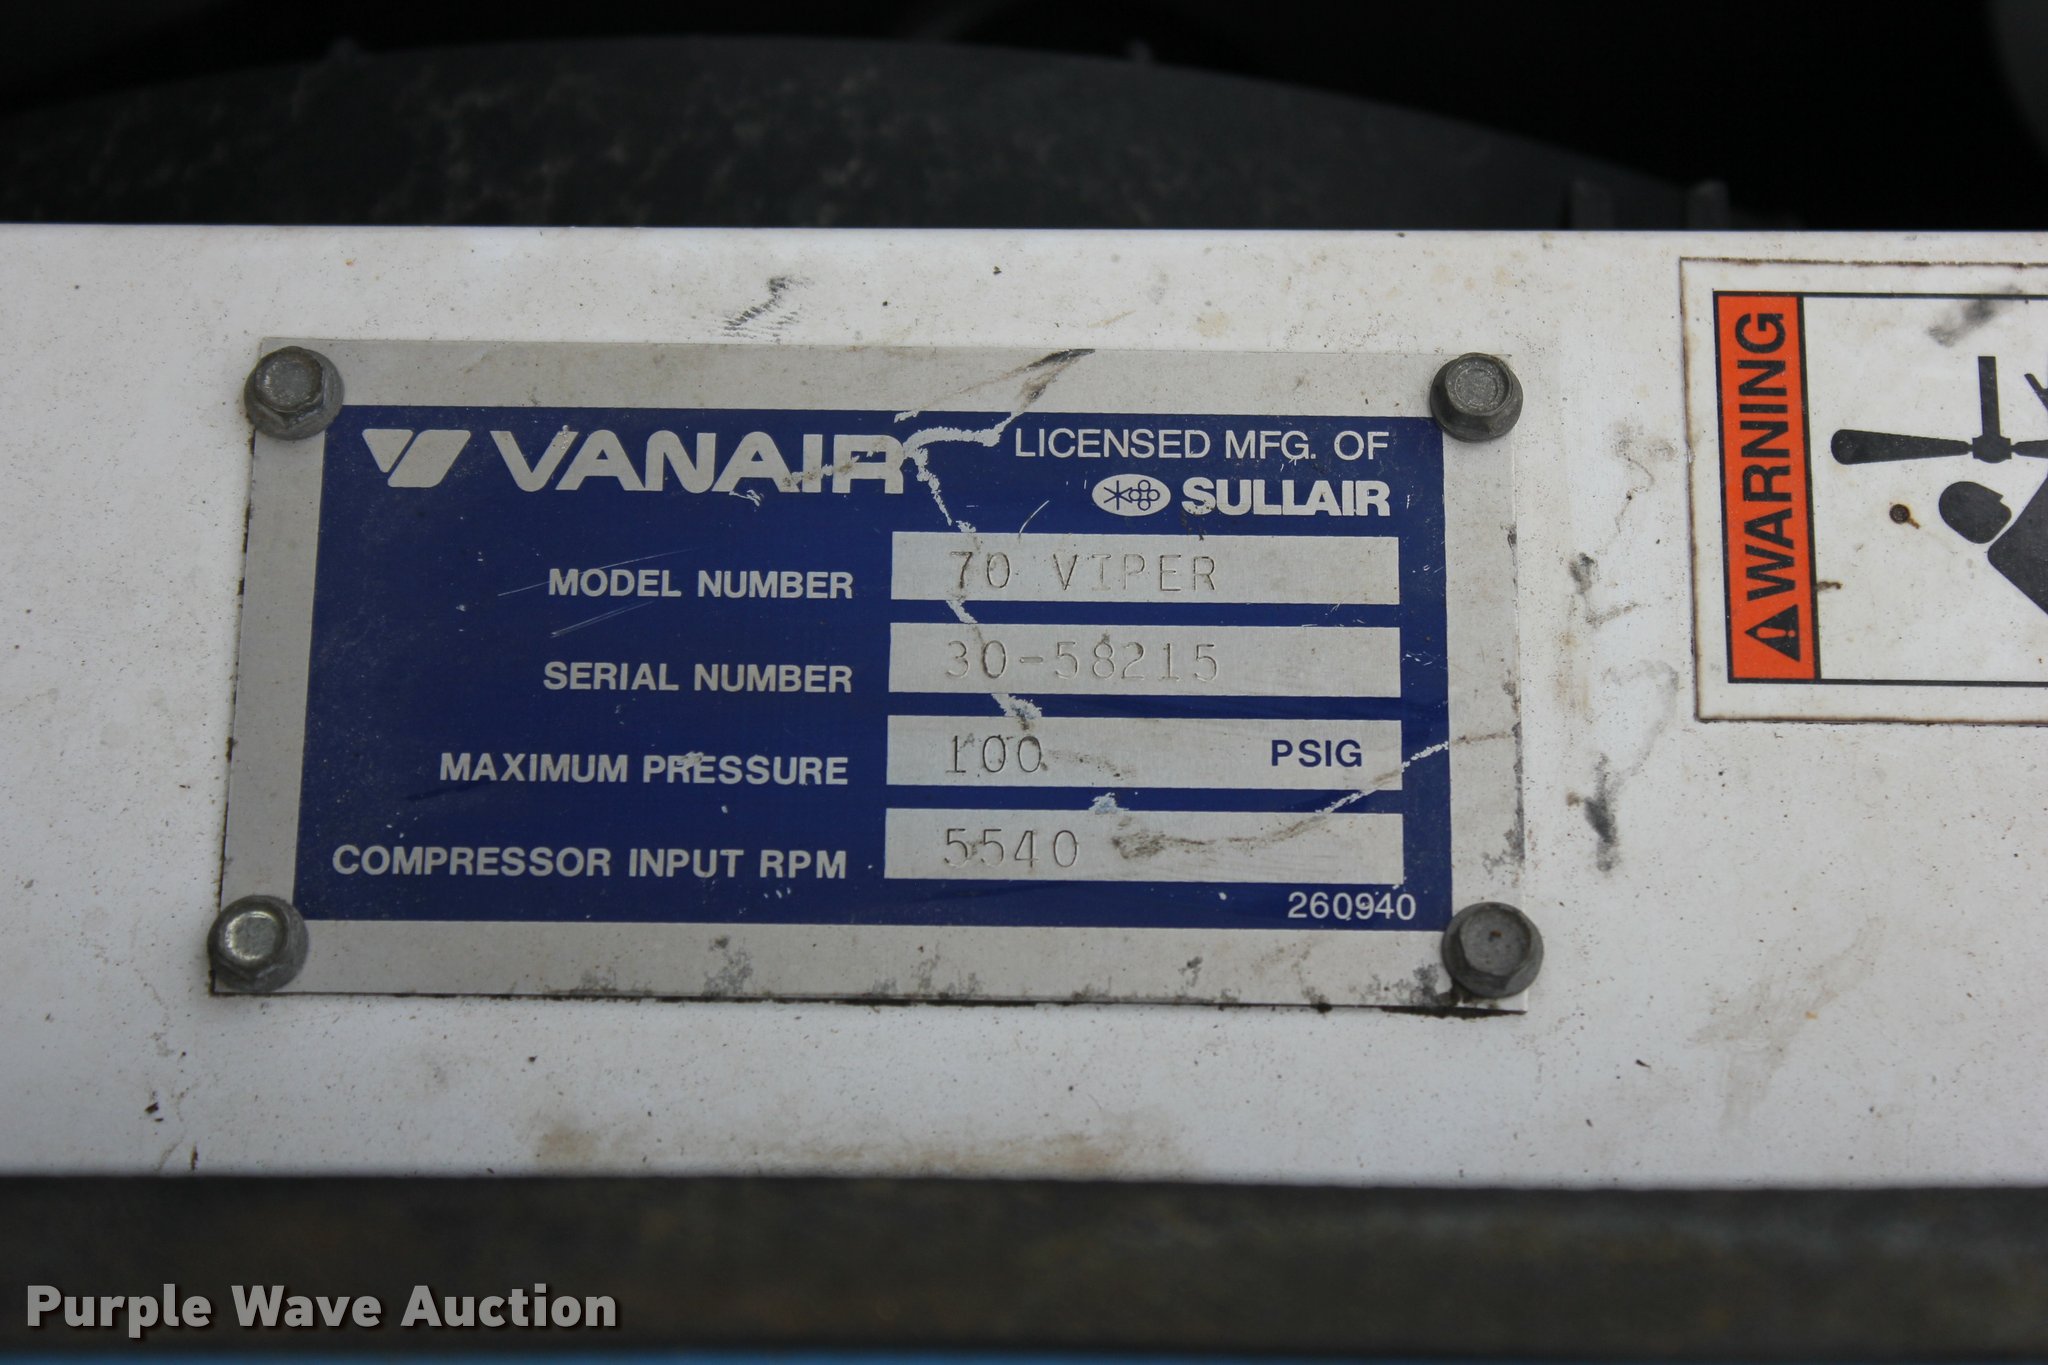 VANAIR
LICENSED MFG. OF
SULLAIR
MODEL NUMBER 70 VIPER
SERIAL NUMBER 30-58215
MAXIMUM PRESSURE 100 PSIG
COMPRESSOR INPUT RPM 5540
260940
WARNING
Purple Wave Auction